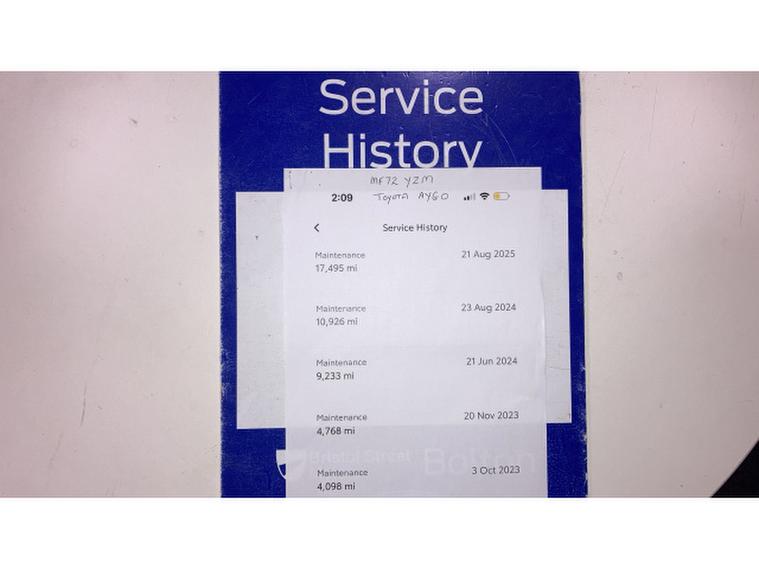 Service
History
MF72 YZM
2:09 TOYOTA AYGO
Service History
Maintenance 21 Aug 2025
17,495 mi
Maintenance 23 Aug 2024
10,926 mi
Maintenance 21 Jun 2024
9,233 mi
Maintenance 20 Nov 2023
4,768 mi
Bristol Street Bolton
Maintenance 3 Oct 2023
4,098 mi